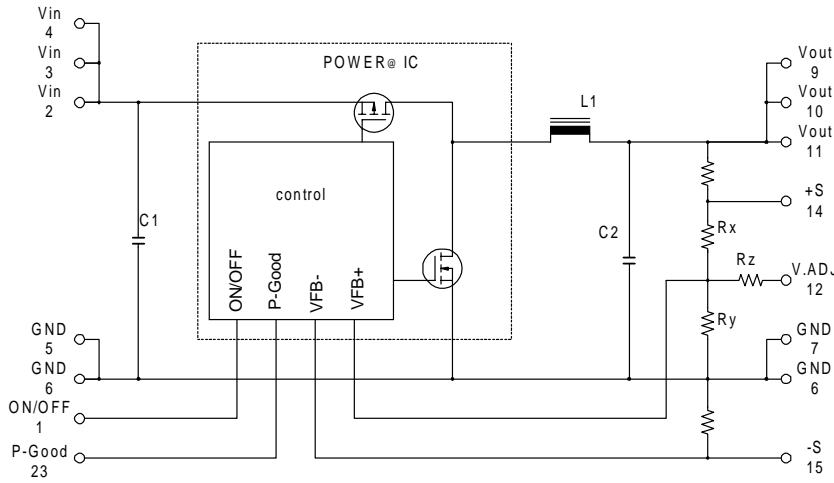 Vin
4
Vin
3
Vin
2
POWER@ IC
control
ON/OFF
P-Good
VFB-
VFB+
C1
L1
C2
Rx
Rz
Ry
Vout
9
Vout
10
Vout
11
+S
14
V.ADJ
12
GND
7
GND
6
-S
15
GND
5
GND
6
ON/OFF
1
P-Good
23